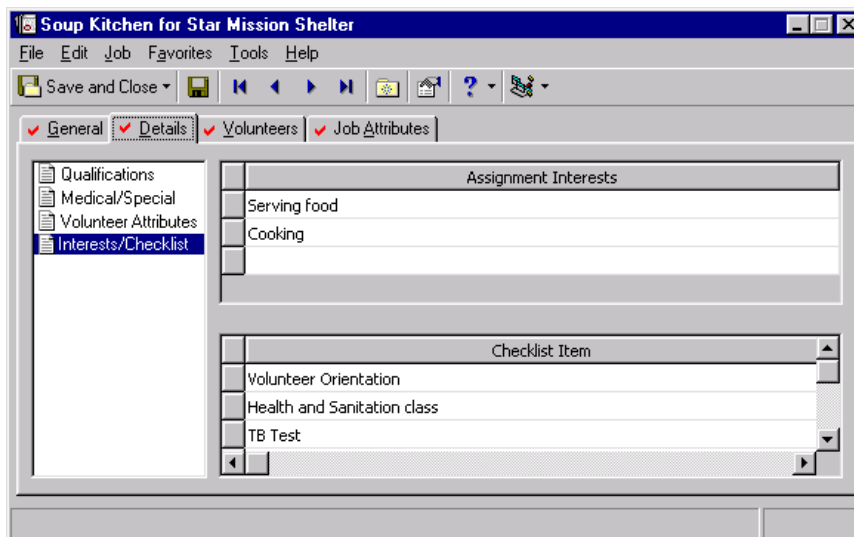 Soup Kitchen for Star Mission Shelter
File Edit Job Favorites Tools Help
Save and Close
General Details Volunteers Job Attributes
Qualifications
Medical/Special
Volunteer Attributes
Interests/Checklist
Assignment Interests
Serving food
Cooking
Checklist Item
Volunteer Orientation
Health and Sanitation class
TB Test